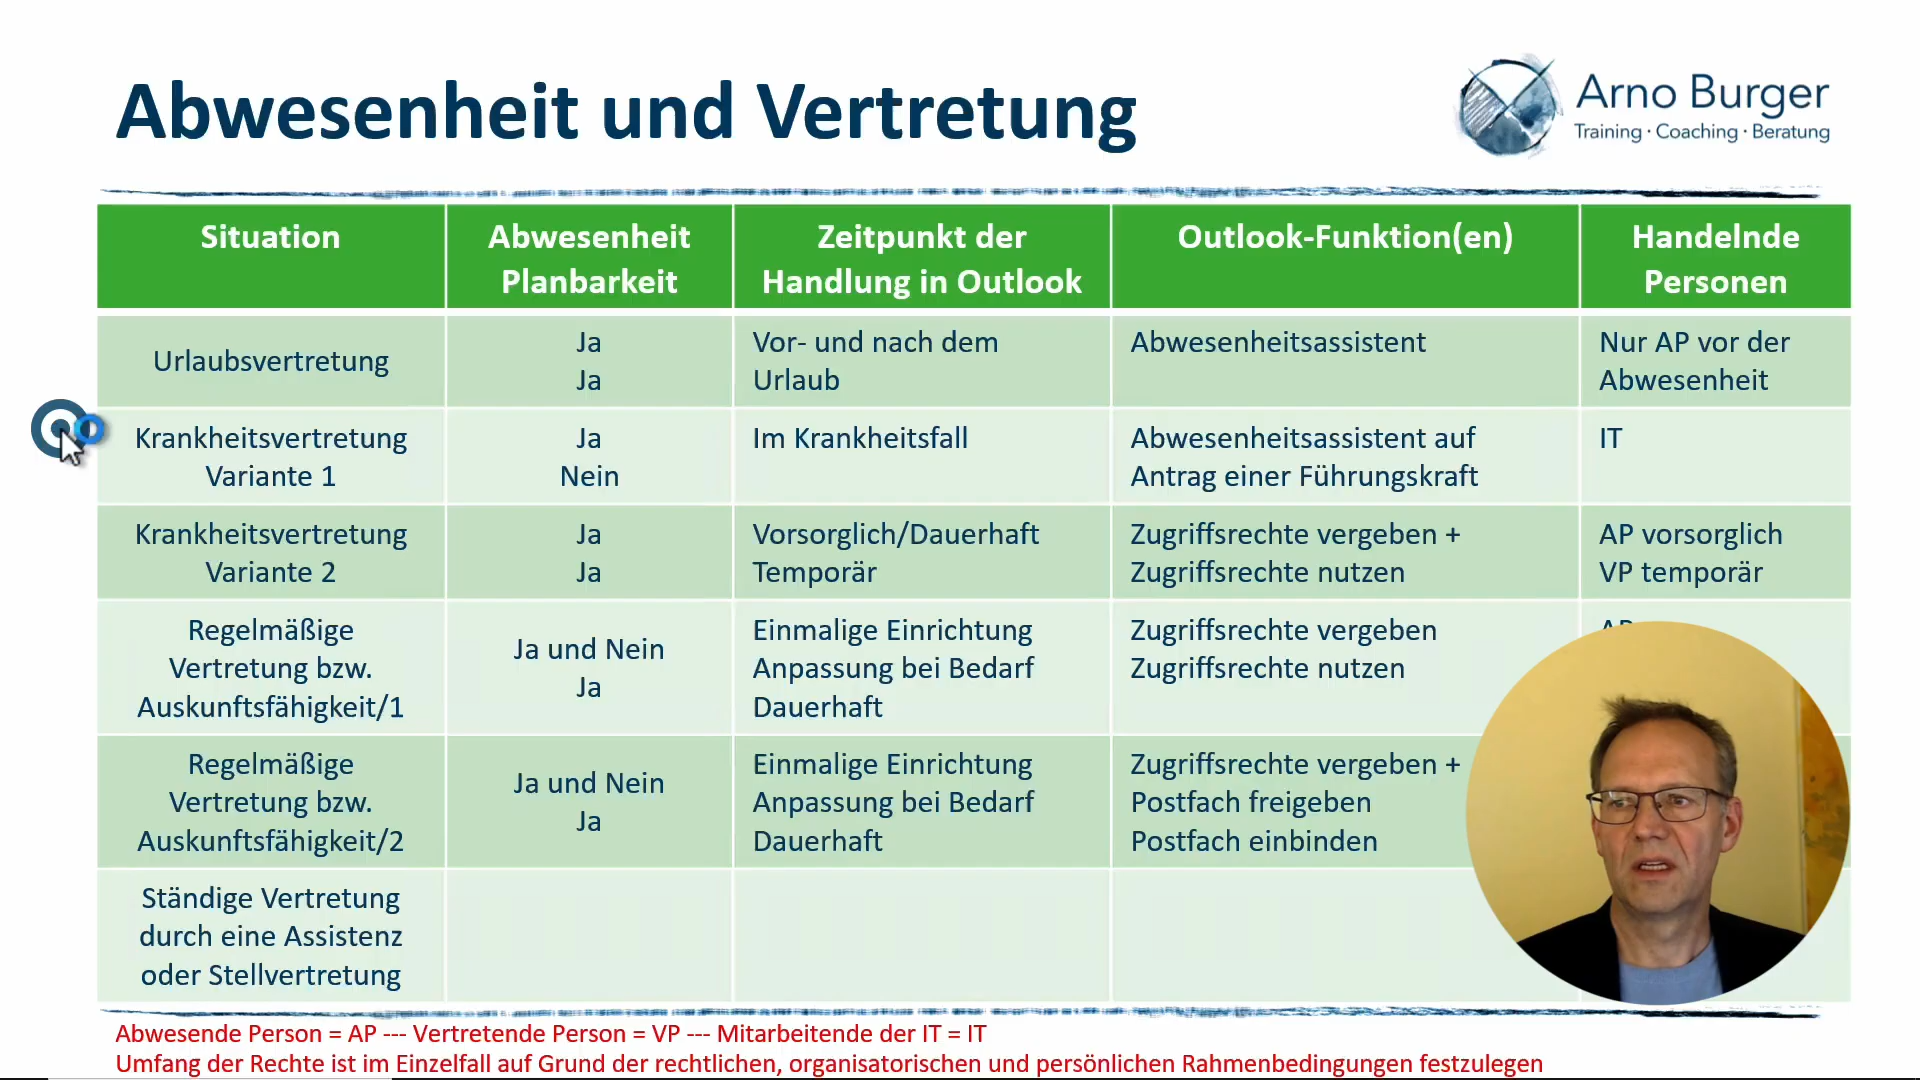 Abwesenheit und Vertretung
Arno Burger
Training · Coaching · Beratung
Situation
Abwesenheit
Planbarkeit
Zeitpunkt der
Handlung in Outlook
Outlook-Funktion(en)
Handelnde
Personen
Urlaubsvertretung
Ja
Ja
Vor- und nach dem
Urlaub
Abwesenheitsassistent
Nur AP vor der
Abwesenheit
Krankheitsvertretung
Variante 1
Ja
Nein
Im Krankheitsfall
Abwesenheitsassistent auf
Antrag einer Führungskraft
IT
Krankheitsvertretung
Variante 2
Ja
Ja
Vorsorglich/Dauerhaft
Temporär
Zugriffsrechte vergeben +
Zugriffsrechte nutzen
AP vorsorglich
VP temporär
Regelmäßige
Vertretung bzw.
Auskunftsfähigkeit/1
Ja und Nein
Ja
Einmalige Einrichtung
Anpassung bei Bedarf
Dauerhaft
Zugriffsrechte vergeben
Zugriffsrechte nutzen
Regelmäßige
Vertretung bzw.
Auskunftsfähigkeit/2
Ja und Nein
Ja
Einmalige Einrichtung
Anpassung bei Bedarf
Dauerhaft
Zugriffsrechte vergeben +
Postfach freigeben
Postfach einbinden
Ständige Vertretung
durch eine Assistenz
oder Stellvertretung
Abwesende Person = AP --- Vertretende Person = VP --- Mitarbeitende der IT = IT
Umfang der Rechte ist im Einzelfall auf Grund der rechtlichen, organisatorischen und persönlichen Rahmenbedingungen festzulegen